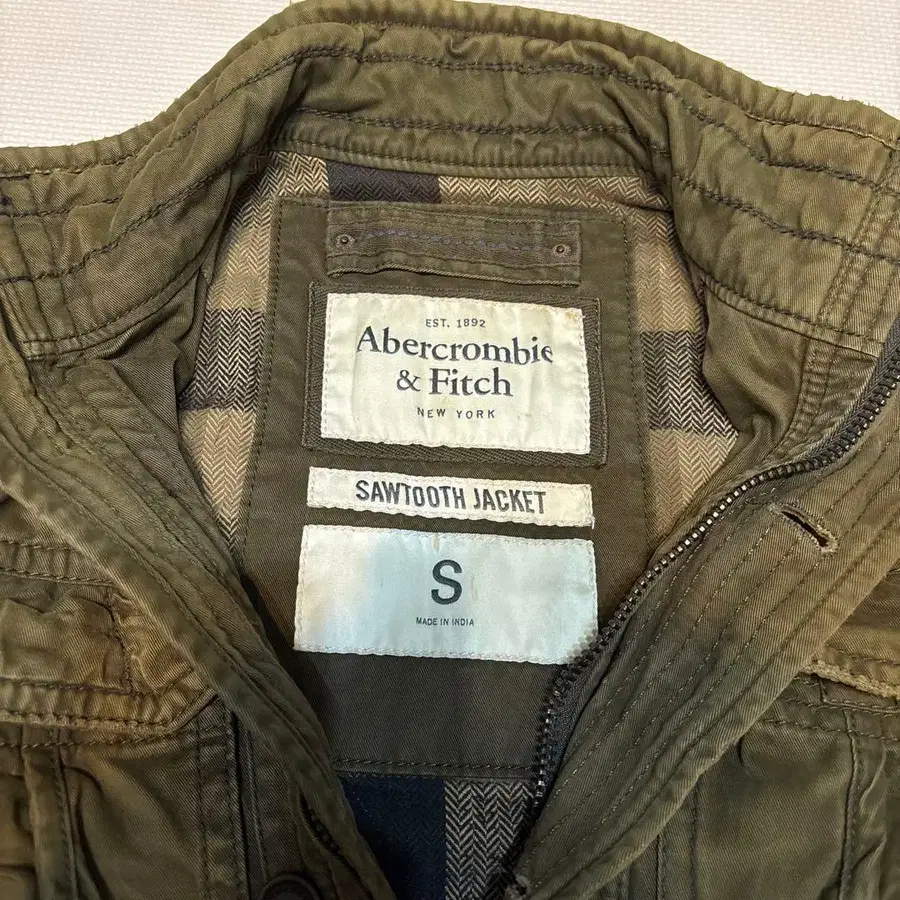 EST. 1892
Abercrombie
& Fitch
NEW YORK
SAWTOOTH JACKET
S
MADE IN INDIA